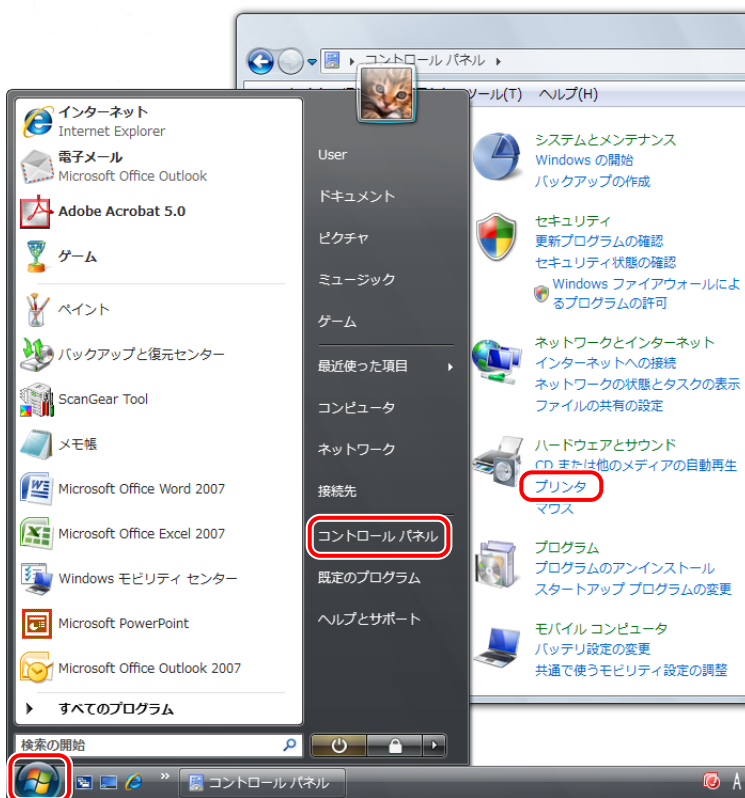 コントロール パネル
ツール(T) ヘルプ(H)
インターネット
Internet Explorer
電子メール
Microsoft Office Outlook
Adobe Acrobat 5.0
ゲーム
ペイント
バックアップと復元センター
ScanGear Tool
メモ帳
Microsoft Office Word 2007
Microsoft Office Excel 2007
Windows モビリティ センター
Microsoft PowerPoint
Microsoft Office Outlook 2007
すべてのプログラム
検索の開始
User
ドキュメント
ピクチャ
ミュージック
ゲーム
最近使った項目
コンピュータ
ネットワーク
接続先
コントロール パネル
既定のプログラム
ヘルプとサポート
システムとメンテナンス
Windows の開始
バックアップの作成
セキュリティ
更新プログラムの確認
セキュリティ状態の確認
Windows ファイアウォールによ
るプログラムの許可
ネットワークとインターネット
インターネットへの接続
ネットワークの状態とタスクの表示
ファイルの共有の設定
ハードウェアとサウンド
CD または他のメディアの自動再生
プリンタ
マウス
プログラム
プログラムのアンインストール
スタートアップ プログラムの変更
モバイル コンピュータ
バッテリ設定の変更
共通で使うモビリティ設定の調整
コントロール パネル
A